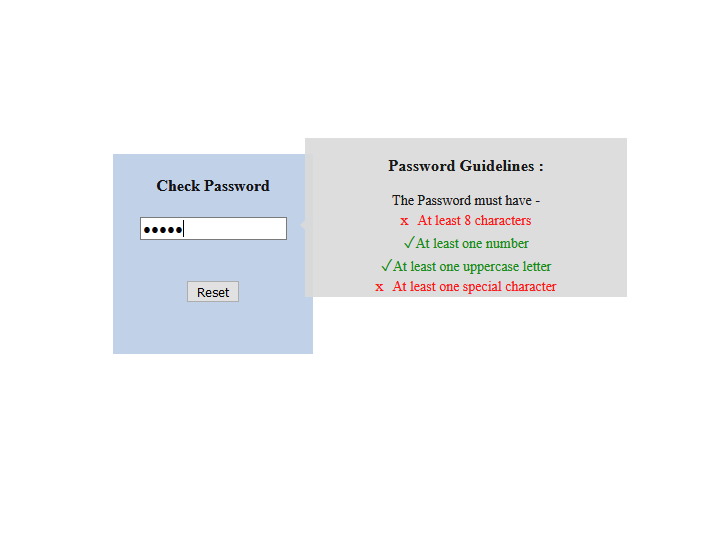 Check Password
•••••
Reset
Password Guidelines :
The Password must have -
x At least 8 characters
✓At least one number
✓At least one uppercase letter
x At least one special character